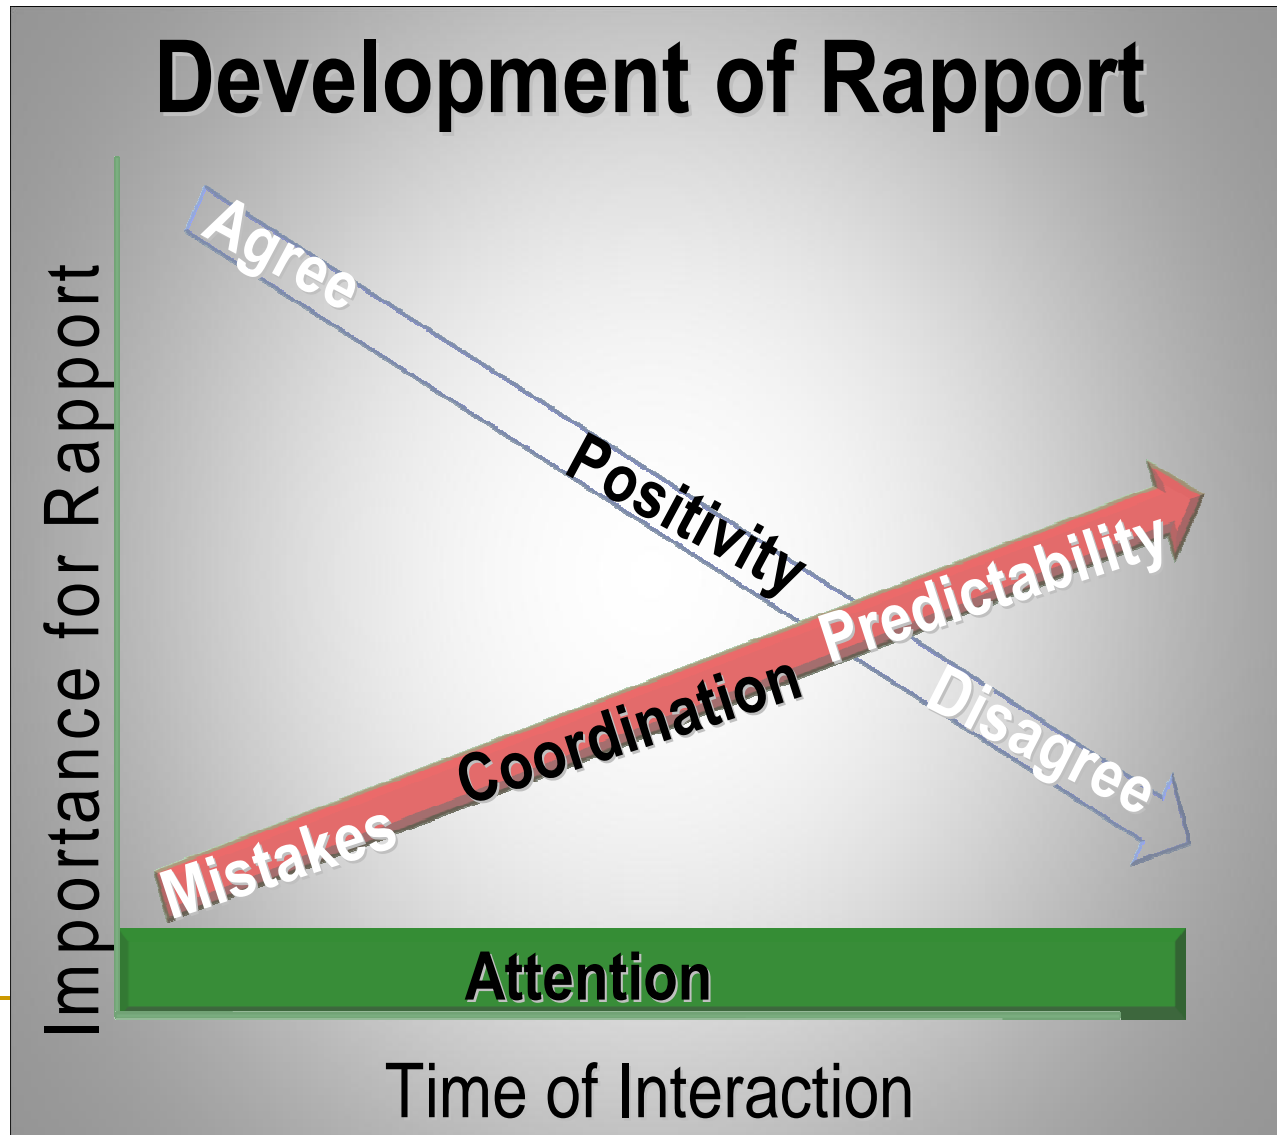 Development of Rapport
Importance for Rapport
Agree
Positivity
Disagree
Mistakes
Coordination
Predictability
Attention
Time of Interaction